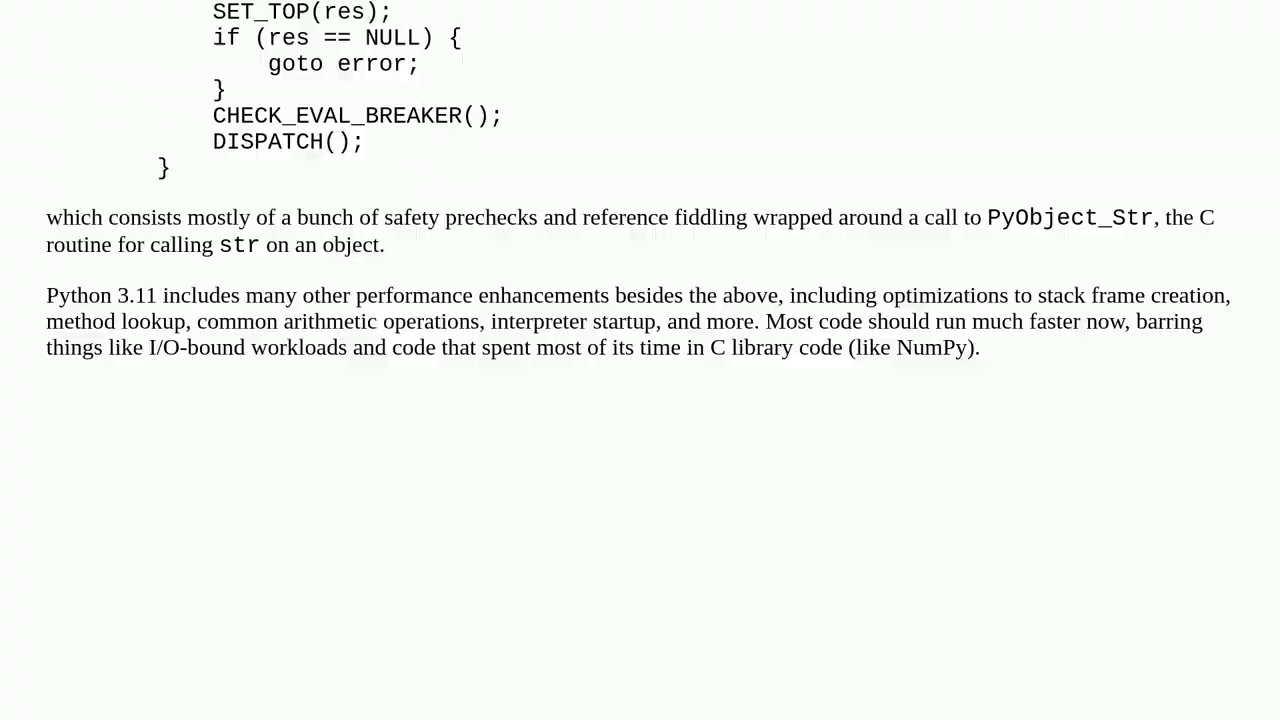 SET_TOP(res);
if (res == NULL) {
goto error;
}
CHECK_EVAL_BREAKER();
DISPATCH();
}
which consists mostly of a bunch of safety prechecks and reference fiddling wrapped around a call to PyObject_Str, the C
routine for calling str on an object.
Python 3.11 includes many other performance enhancements besides the above, including optimizations to stack frame creation,
method lookup, common arithmetic operations, interpreter startup, and more. Most code should run much faster now, barring
things like I/O-bound workloads and code that spent most of its time in C library code (like NumPy).